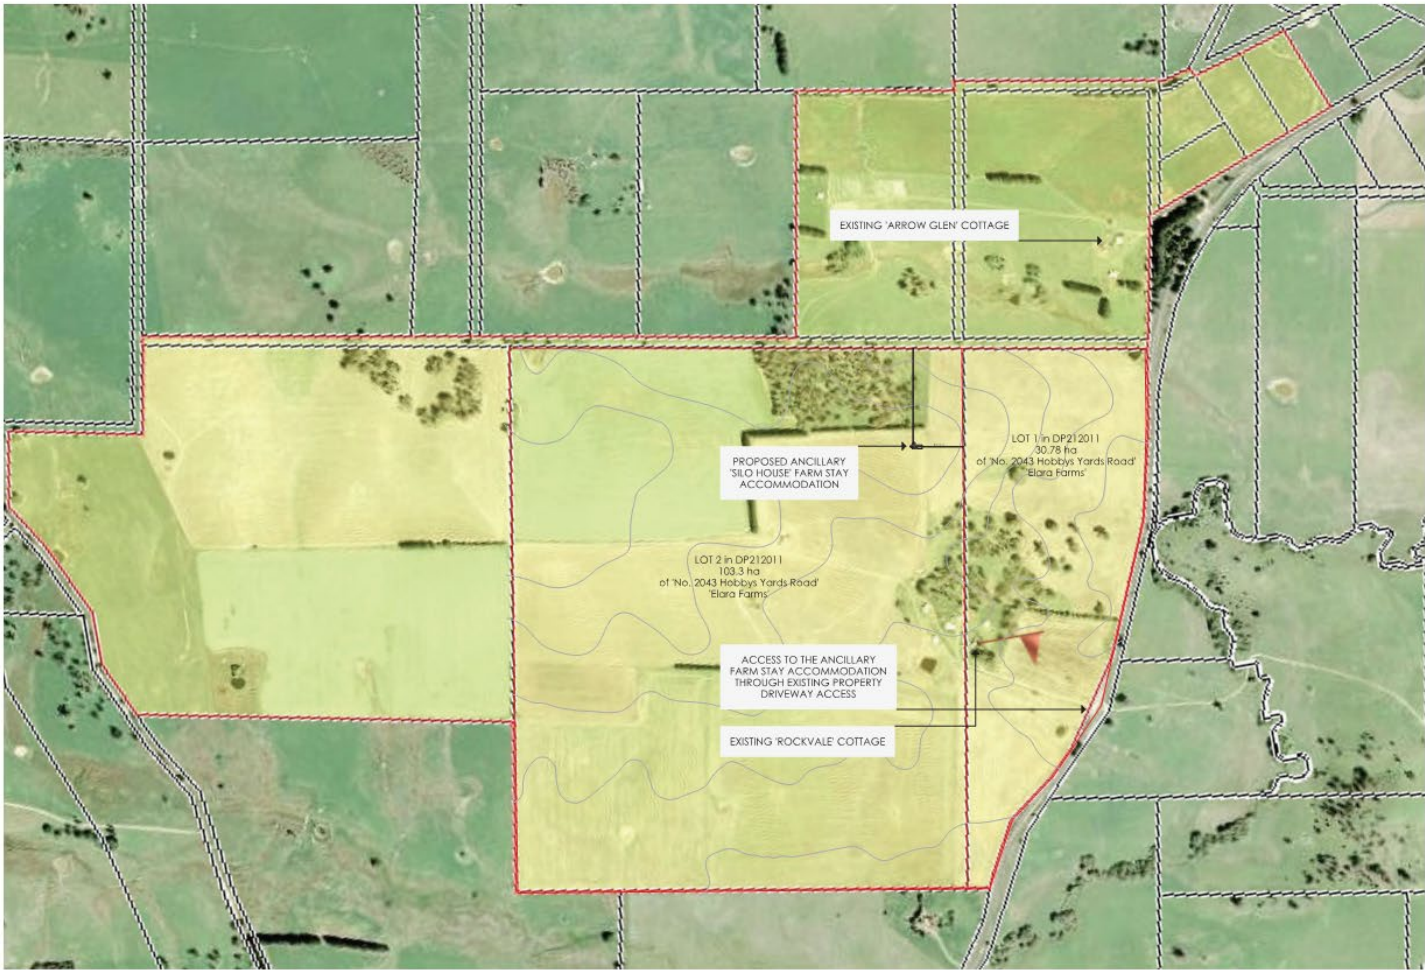 EXISTING 'ARROW GLEN' COTTAGE
LOT 1 in DP212011
30.78 ha
of 'No. 2043 Hobbys Yards Road'
'Elara Farms'
PROPOSED ANCILLARY
'SILO HOUSE' FARM STAY
ACCOMMODATION
LOT 2 in DP212011
103.3 ha
of 'No. 2043 Hobbys Yards Road'
'Elara Farms'
ACCESS TO THE ANCILLARY
FARM STAY ACCOMMODATION
THROUGH EXISTING PROPERTY
DRIVEWAY ACCESS
EXISTING 'ROCKVALE' COTTAGE